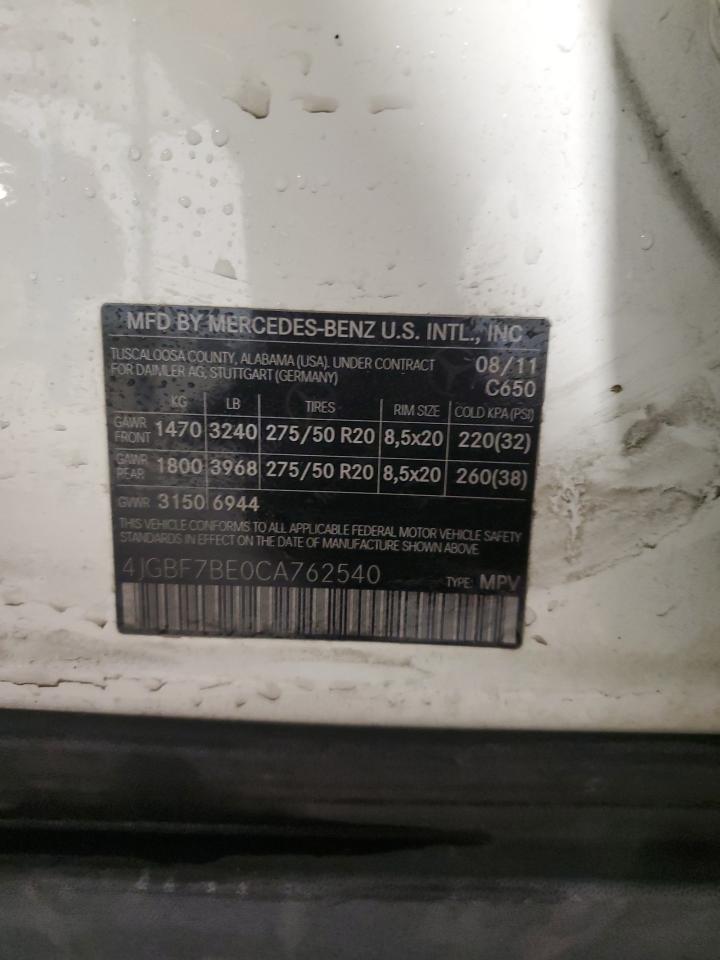 MFD BY MERCEDES-BENZ U.S. INTL., INC
TUSCALOOSA COUNTY, ALABAMA (USA). UNDER CONTRACT 08/11
FOR DAIMLER AG, STUTTGART (GERMANY) C650
KG LB TIRES RIM SIZE COLD KPA (PSI)
GAWR FRONT 1470 3240 275/50 R20 8,5x20 220(32)
GAWR REAR 1800 3968 275/50 R20 8,5x20 260(38)
GVWR 3150 6944
THIS VEHICLE CONFORMS TO ALL APPLICABLE FEDERAL MOTOR VEHICLE SAFETY
STANDARDS IN EFFECT ON THE DATE OF MANUFACTURE SHOWN ABOVE.
4JGBF7BE0CA762540 TYPE: MPV